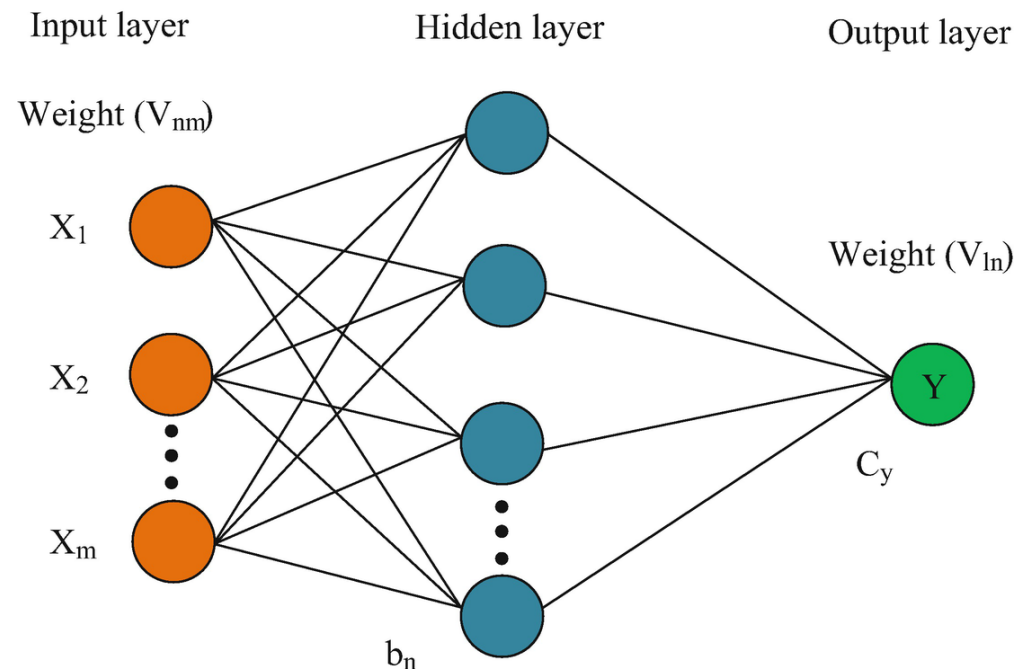 Input layer
Hidden layer
Output layer
Weight (Vnm)
X1
Weight (Vln)
X2
Y
Cy
Xm
bn